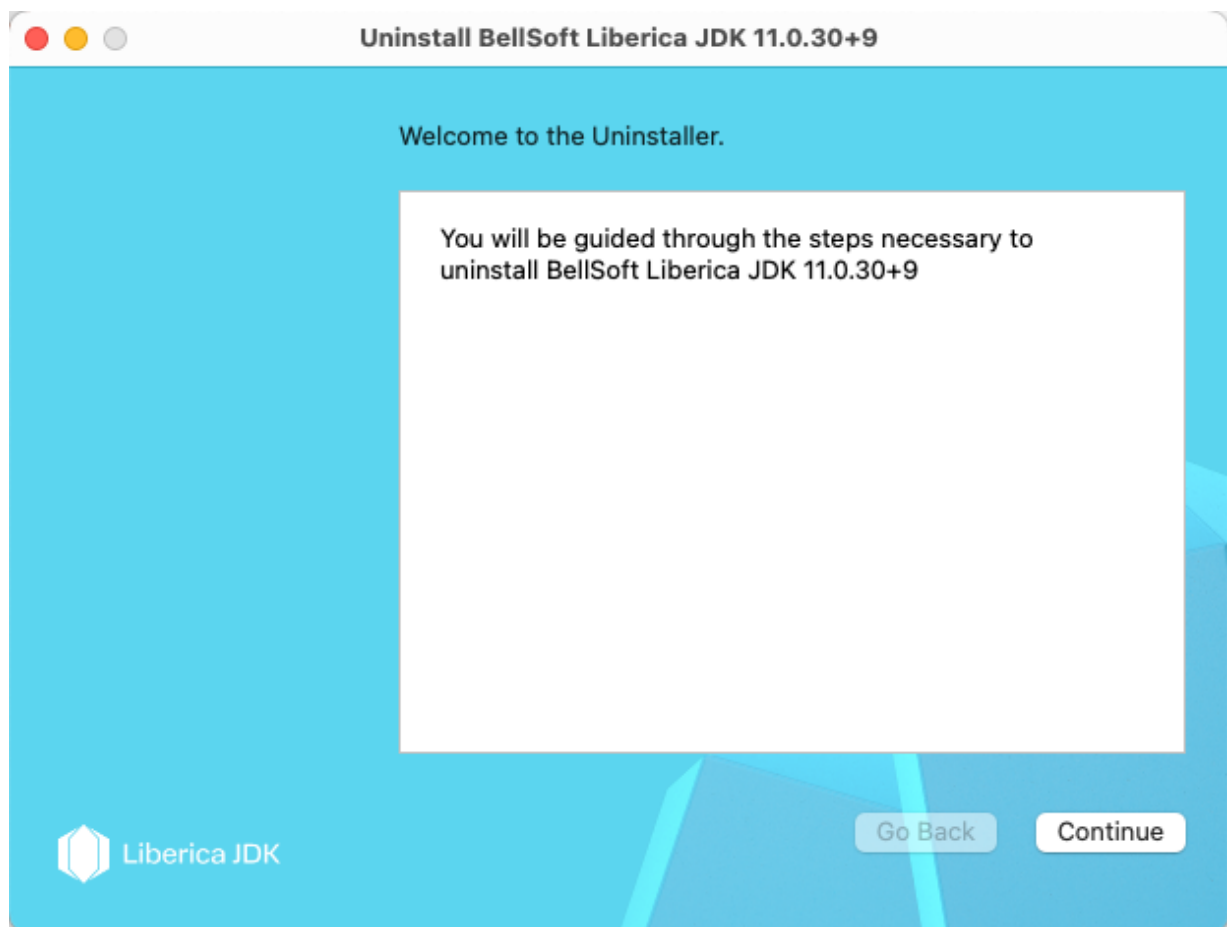 Uninstall BellSoft Liberica JDK 11.0.30+9
Welcome to the Uninstaller.
You will be guided through the steps necessary to
uninstall BellSoft Liberica JDK 11.0.30+9
Go Back
Continue
Liberica JDK